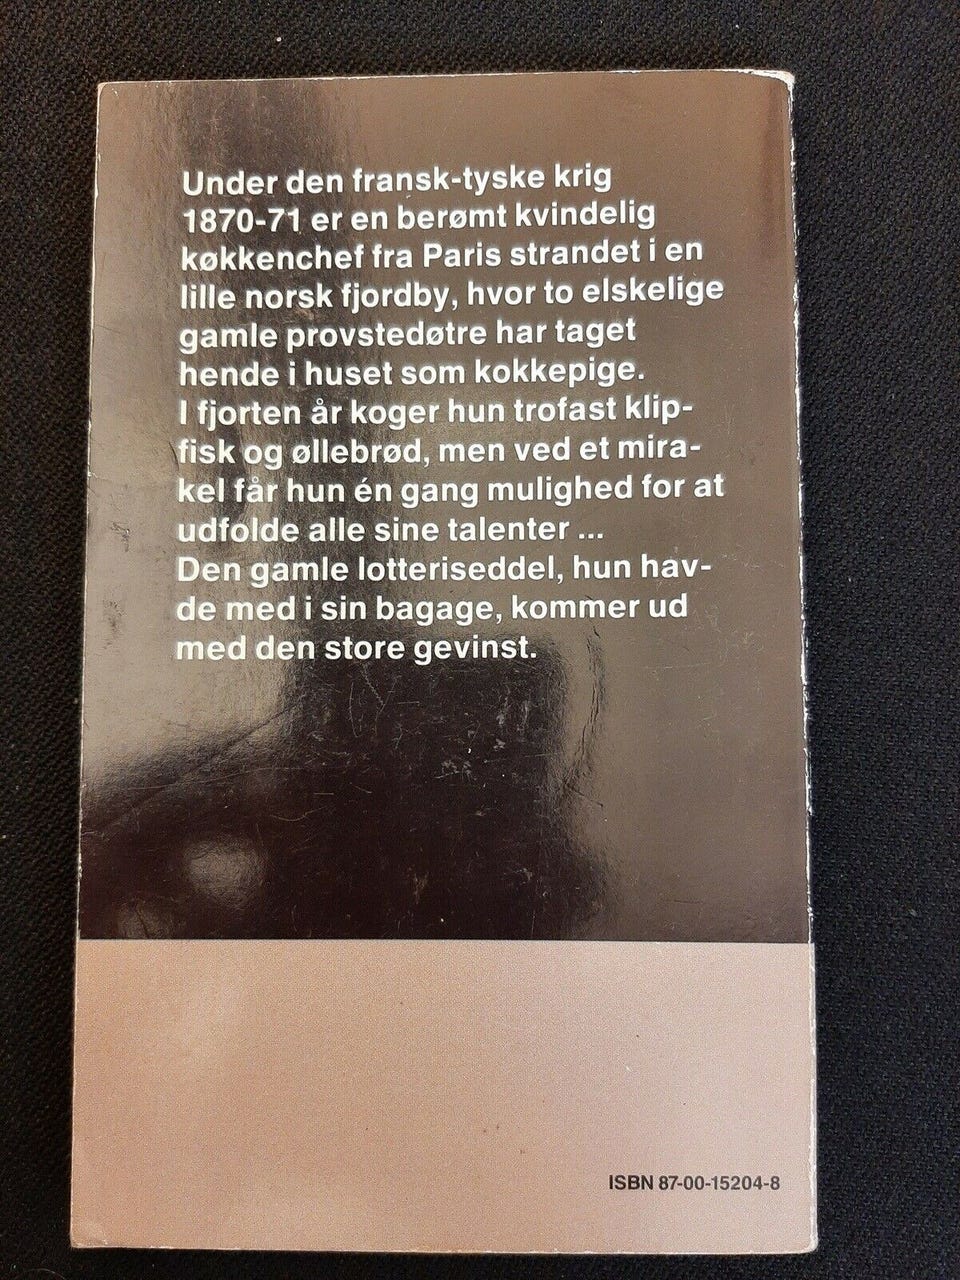 Under den fransk-tyske krig
1870-71 er en berømt kvindelig
køkkenchef fra Paris strandet i en
lille norsk fjordby, hvor to elskelige
gamle provstedøtre har taget
hende i huset som kokkepige.
I fjorten år koger hun trofast klip-
fisk og øllebrød, men ved et mira-
kel får hun én gang mulighed for at
udfolde alle sine talenter ...
Den gamle lotteriseddel, hun hav-
de med i sin bagage, kommer ud
med den store gevinst.
ISBN 87-00-15204-8